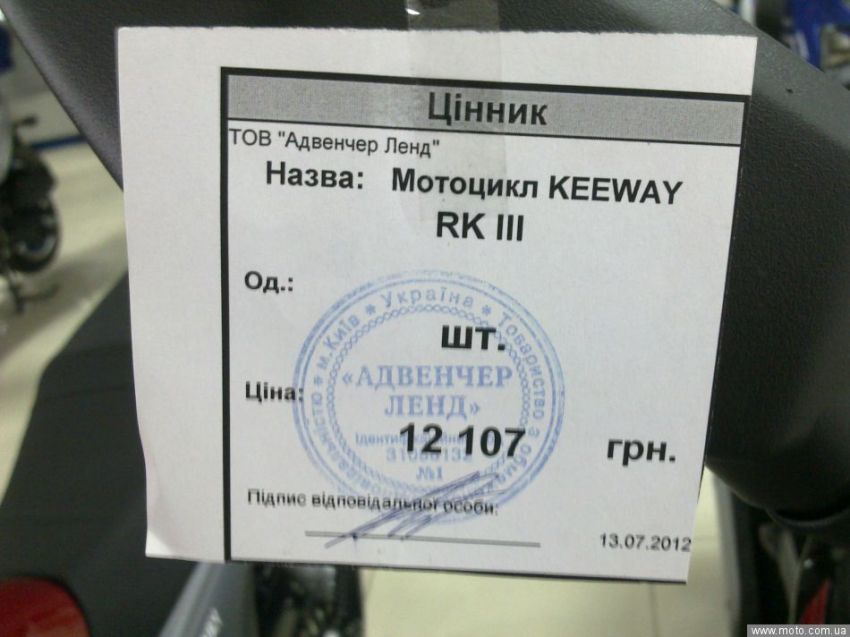 Цінник
ТОВ "Адвенчер Ленд"
Назва: Мотоцикл KEEWAY
RK III
Од.:
шт.
Ціна:
12 107 грн.
Підпис відповідальної особи:
13.07.2012
м. Київ * Україна * Товариство з
«АДВЕНЧЕР
ЛЕНД»
№1
www.moto.com.ua